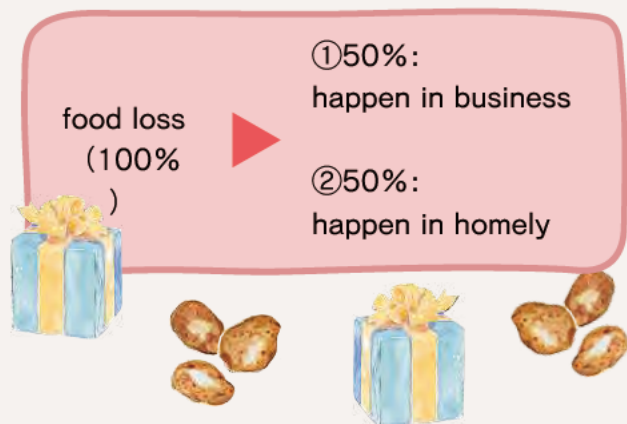 food loss
(100%
)
①50%:
happen in business
②50%:
happen in homely